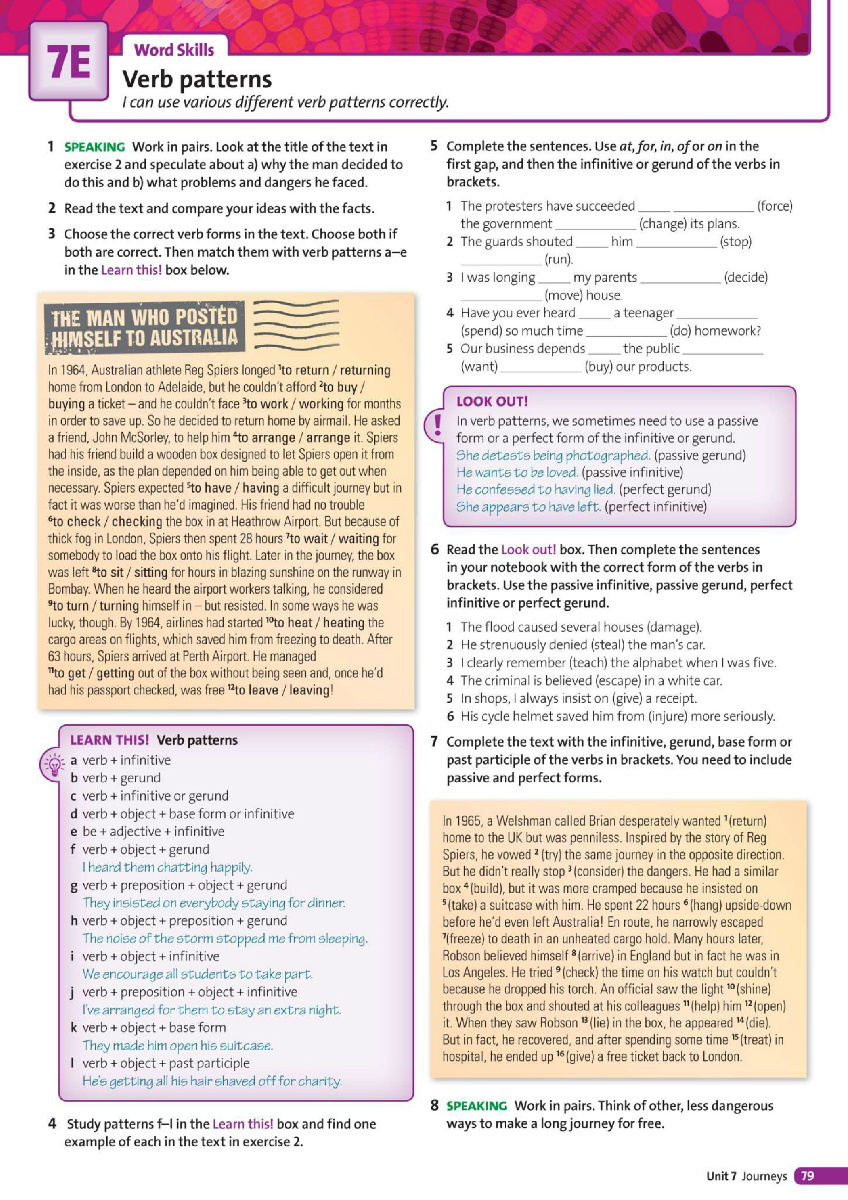 7E
Word Skills
Verb patterns
I can use various different verb patterns correctly.
1 SPEAKING Work in pairs. Look at the title of the text in
exercise 2 and speculate about a) why the man decided to
do this and b) what problems and dangers he faced.
2 Read the text and compare your ideas with the facts.
3 Choose the correct verb forms in the text. Choose both if
both are correct. Then match them with verb patterns a–e
in the Learn this! box below.
THE MAN WHO POSTED
HIMSELF TO AUSTRALIA
In 1964, Australian athlete Reg Spiers longed ¹to return / returning
home from London to Adelaide, but he couldn't afford ²to buy /
buying a ticket – and he couldn't face ³to work / working for months
in order to save up. So he decided to return home by airmail. He asked
a friend, John McSorley, to help him ⁴to arrange / arrange it. Spiers
had his friend build a wooden box designed to let Spiers open it from
the inside, as the plan depended on him being able to get out when
necessary. Spiers expected ⁵to have / having a difficult journey but in
fact it was worse than he'd imagined. His friend had no trouble
⁶to check / checking the box in at Heathrow Airport. But because of
thick fog in London, Spiers then spent 28 hours ⁷to wait / waiting for
somebody to load the box onto his flight. Later in the journey, the box
was left ⁸to sit / sitting for hours in blazing sunshine on the runway in
Bombay. When he heard the airport workers talking, he considered
⁹to turn / turning himself in – but resisted. In some ways he was
lucky, though. By 1964, airlines had started ¹⁰to heat / heating the
cargo areas on flights, which saved him from freezing to death. After
63 hours, Spiers arrived at Perth Airport. He managed
¹¹to get / getting out of the box without being seen and, once he'd
had his passport checked, was free ¹²to leave / leaving!
LEARN THIS! Verb patterns
a verb + infinitive
b verb + gerund
c verb + infinitive or gerund
d verb + object + base form or infinitive
e be + adjective + infinitive
f verb + object + gerund
I heard them chatting happily.
g verb + preposition + object + gerund
They insisted on everybody staying for dinner.
h verb + object + preposition + gerund
The noise of the storm stopped me from sleeping.
i verb + object + infinitive
We encourage all students to take part.
j verb + preposition + object + infinitive
I've arranged for them to stay an extra night.
k verb + object + base form
They made him open his suitcase.
l verb + object + past participle
He's getting all his hair shaved off for charity.
4 Study patterns f–l in the Learn this! box and find one
example of each in the text in exercise 2.
5 Complete the sentences. Use at, for, in, of or on in the
first gap, and then the infinitive or gerund of the verbs in
brackets.
1 The protesters have succeeded _____ ____________ (force)
the government ____________ (change) its plans.
2 The guards shouted _____ him ____________ (stop)
____________ (run).
3 I was longing _____ my parents ____________ (decide)
____________ (move) house.
4 Have you ever heard _____ a teenager ____________
(spend) so much time ____________ (do) homework?
5 Our business depends _____ the public ____________
(want) ____________ (buy) our products.
LOOK OUT!
!
In verb patterns, we sometimes need to use a passive
form or a perfect form of the infinitive or gerund.
She detests being photographed. (passive gerund)
He wants to be loved. (passive infinitive)
He confessed to having lied. (perfect gerund)
She appears to have left. (perfect infinitive)
6 Read the Look out! box. Then complete the sentences
in your notebook with the correct form of the verbs in
brackets. Use the passive infinitive, passive gerund, perfect
infinitive or perfect gerund.
1 The flood caused several houses (damage).
2 He strenuously denied (steal) the man's car.
3 I clearly remember (teach) the alphabet when I was five.
4 The criminal is believed (escape) in a white car.
5 In shops, I always insist on (give) a receipt.
6 His cycle helmet saved him from (injure) more seriously.
7 Complete the text with the infinitive, gerund, base form or
past participle of the verbs in brackets. You need to include
passive and perfect forms.
In 1965, a Welshman called Brian desperately wanted ¹(return)
home to the UK but was penniless. Inspired by the story of Reg
Spiers, he vowed ²(try) the same journey in the opposite direction.
But he didn't really stop ³(consider) the dangers. He had a similar
box ⁴(build), but it was more cramped because he insisted on
⁵(take) a suitcase with him. He spent 22 hours ⁶(hang) upside-down
before he'd even left Australia! En route, he narrowly escaped
⁷(freeze) to death in an unheated cargo hold. Many hours later,
Robson believed himself ⁸(arrive) in England but in fact he was in
Los Angeles. He tried ⁹(check) the time on his watch but couldn't
because he dropped his torch. An official saw the light ¹⁰(shine)
through the box and shouted at his colleagues ¹¹(help) him ¹²(open)
it. When they saw Robson ¹³(lie) in the box, he appeared ¹⁴(die).
But in fact, he recovered, and after spending some time ¹⁵(treat) in
hospital, he ended up ¹⁶(give) a free ticket back to London.
8 SPEAKING Work in pairs. Think of other, less dangerous
ways to make a long journey for free.
Unit 7 Journeys 79